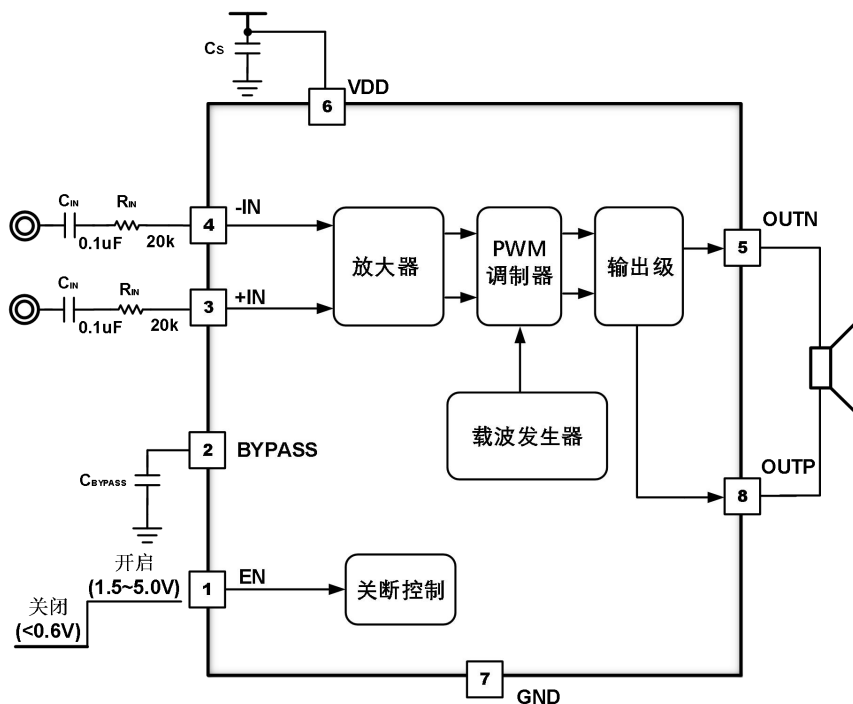 Cs
VDD
6
CIN
RIN
0.1uF
20k
4
-IN
CIN
RIN
0.1uF
20k
3
+IN
放大器
PWM
调制器
输出级
载波发生器
5
OUTN
8
OUTP
2
BYPASS
CBYPASS
开启
(1.5~5.0V)
关闭
(<0.6V)
1
EN
关断控制
7
GND